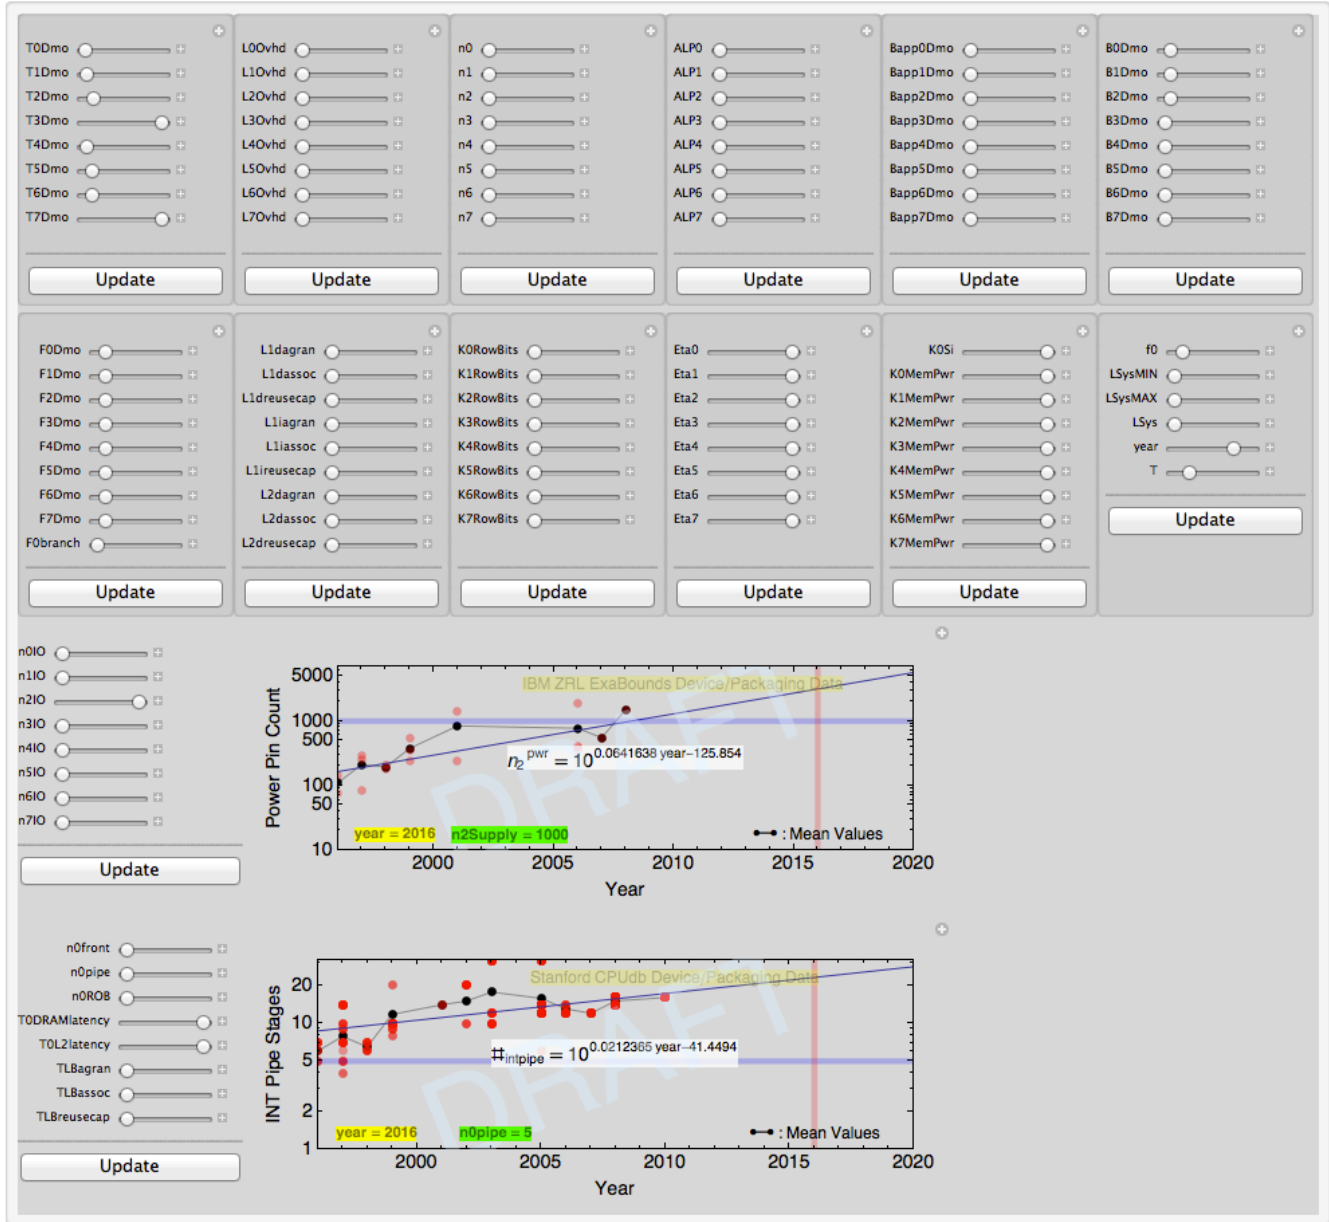 T0Dmo
T1Dmo
T2Dmo
T3Dmo
T4Dmo
T5Dmo
T6Dmo
T7Dmo
Update
L0Ovhd
L1Ovhd
L2Ovhd
L3Ovhd
L4Ovhd
L5Ovhd
L6Ovhd
L7Ovhd
Update
n0
n1
n2
n3
n4
n5
n6
n7
Update
ALP0
ALP1
ALP2
ALP3
ALP4
ALP5
ALP6
ALP7
Update
Bapp0Dmo
Bapp1Dmo
Bapp2Dmo
Bapp3Dmo
Bapp4Dmo
Bapp5Dmo
Bapp6Dmo
Bapp7Dmo
Update
B0Dmo
B1Dmo
B2Dmo
B3Dmo
B4Dmo
B5Dmo
B6Dmo
B7Dmo
Update
F0Dmo
F1Dmo
F2Dmo
F3Dmo
F4Dmo
F5Dmo
F6Dmo
F7Dmo
F0branch
Update
L1dagran
L1dassoc
L1dreusecap
L1iagran
L1iassoc
L1ireusecap
L2dagran
L2dassoc
L2dreusecap
Update
K0RowBits
K1RowBits
K2RowBits
K3RowBits
K4RowBits
K5RowBits
K6RowBits
K7RowBits
Update
Eta0
Eta1
Eta2
Eta3
Eta4
Eta5
Eta6
Eta7
Update
K0Si
K0MemPwr
K1MemPwr
K2MemPwr
K3MemPwr
K4MemPwr
K5MemPwr
K6MemPwr
K7MemPwr
Update
f0
LSysMIN
LSysMAX
LSys
year
T
Update
n0IO
n1IO
n2IO
n3IO
n4IO
n5IO
n6IO
n7IO
Update
Power Pin Count
5000
1000
500
100
50
10
IBM ZRL ExaBounds Device/Packaging Data
DRAFT
n₂^pwr = 10^0.0641638 year−125.854
year = 2016
n2Supply = 1000
: Mean Values
2000 2005 2010 2015 2020
Year
n0front
n0pipe
n0ROB
T0DRAMlatency
T0L2latency
TLBagran
TLBassoc
TLBreusecap
Update
INT Pipe Stages
20
10
5
2
1
Stanford CPUdb Device/Packaging Data
DRAFT
#intpipe = 10^0.0212365 year−41.4494
year = 2016
n0pipe = 5
: Mean Values
2000 2005 2010 2015 2020
Year